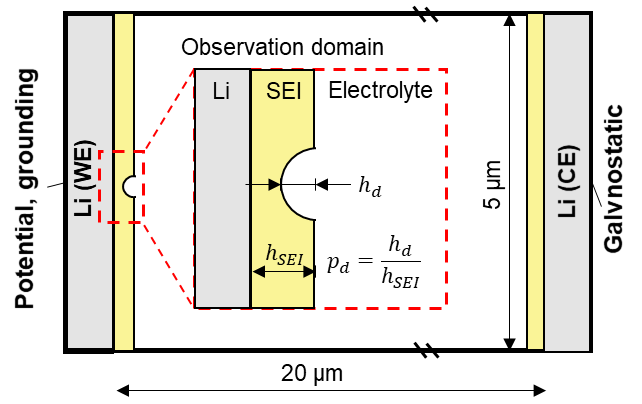 Observation domain
Li
SEI
Electrolyte
Potential, grounding
Li (WE)
h_d
h_SEI
p_d = h_d / h_SEI
5 µm
Li (CE)
Galvnostatic
20 µm